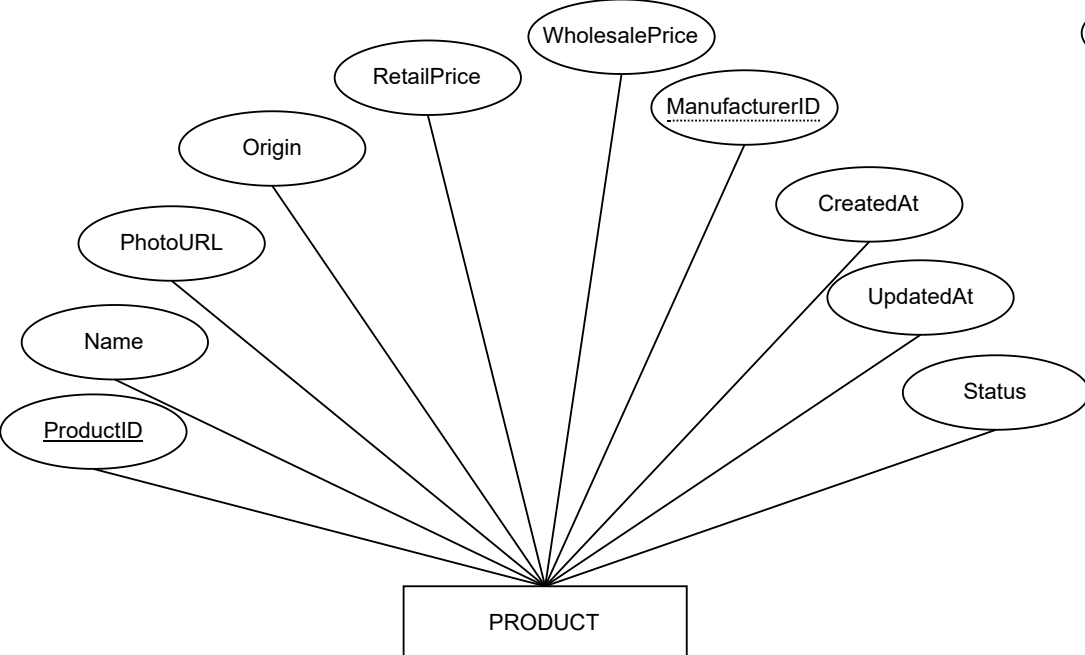 WholesalePrice
RetailPrice
ManufacturerID
Origin
CreatedAt
PhotoURL
UpdatedAt
Name
Status
ProductID
PRODUCT